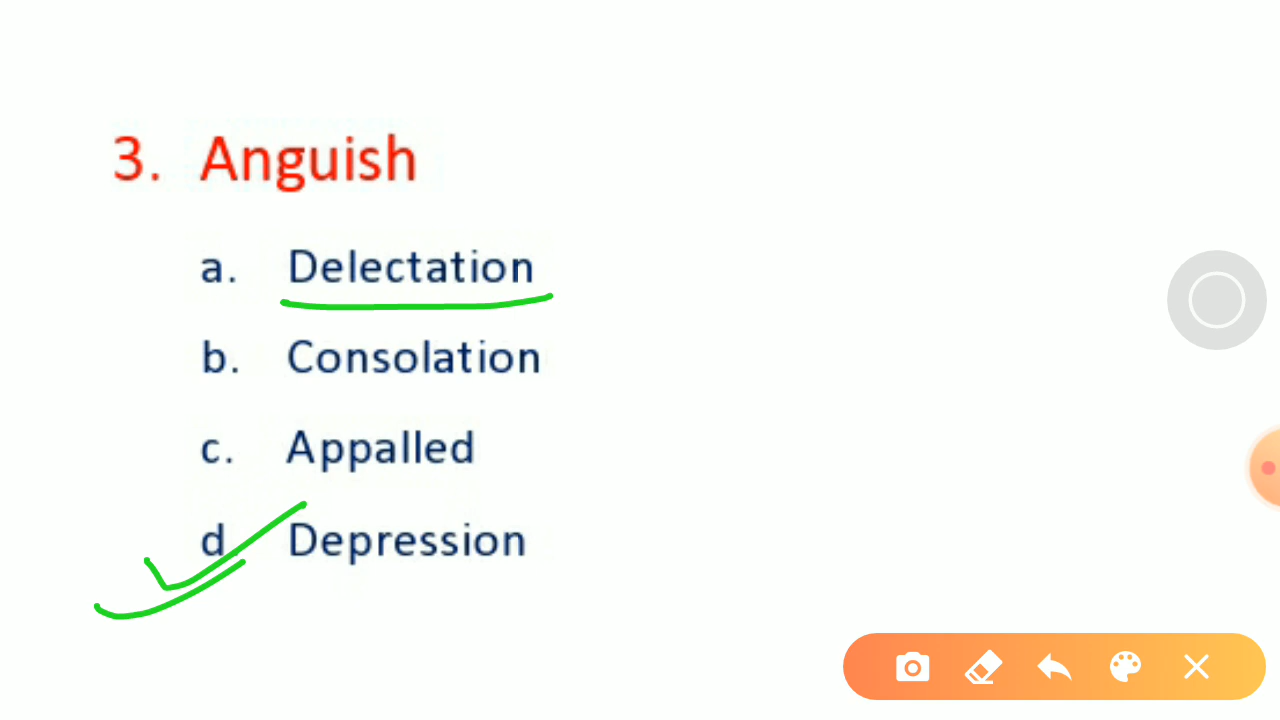 3. Anguish
a. Delectation
b. Consolation
c. Appalled
d. Depression